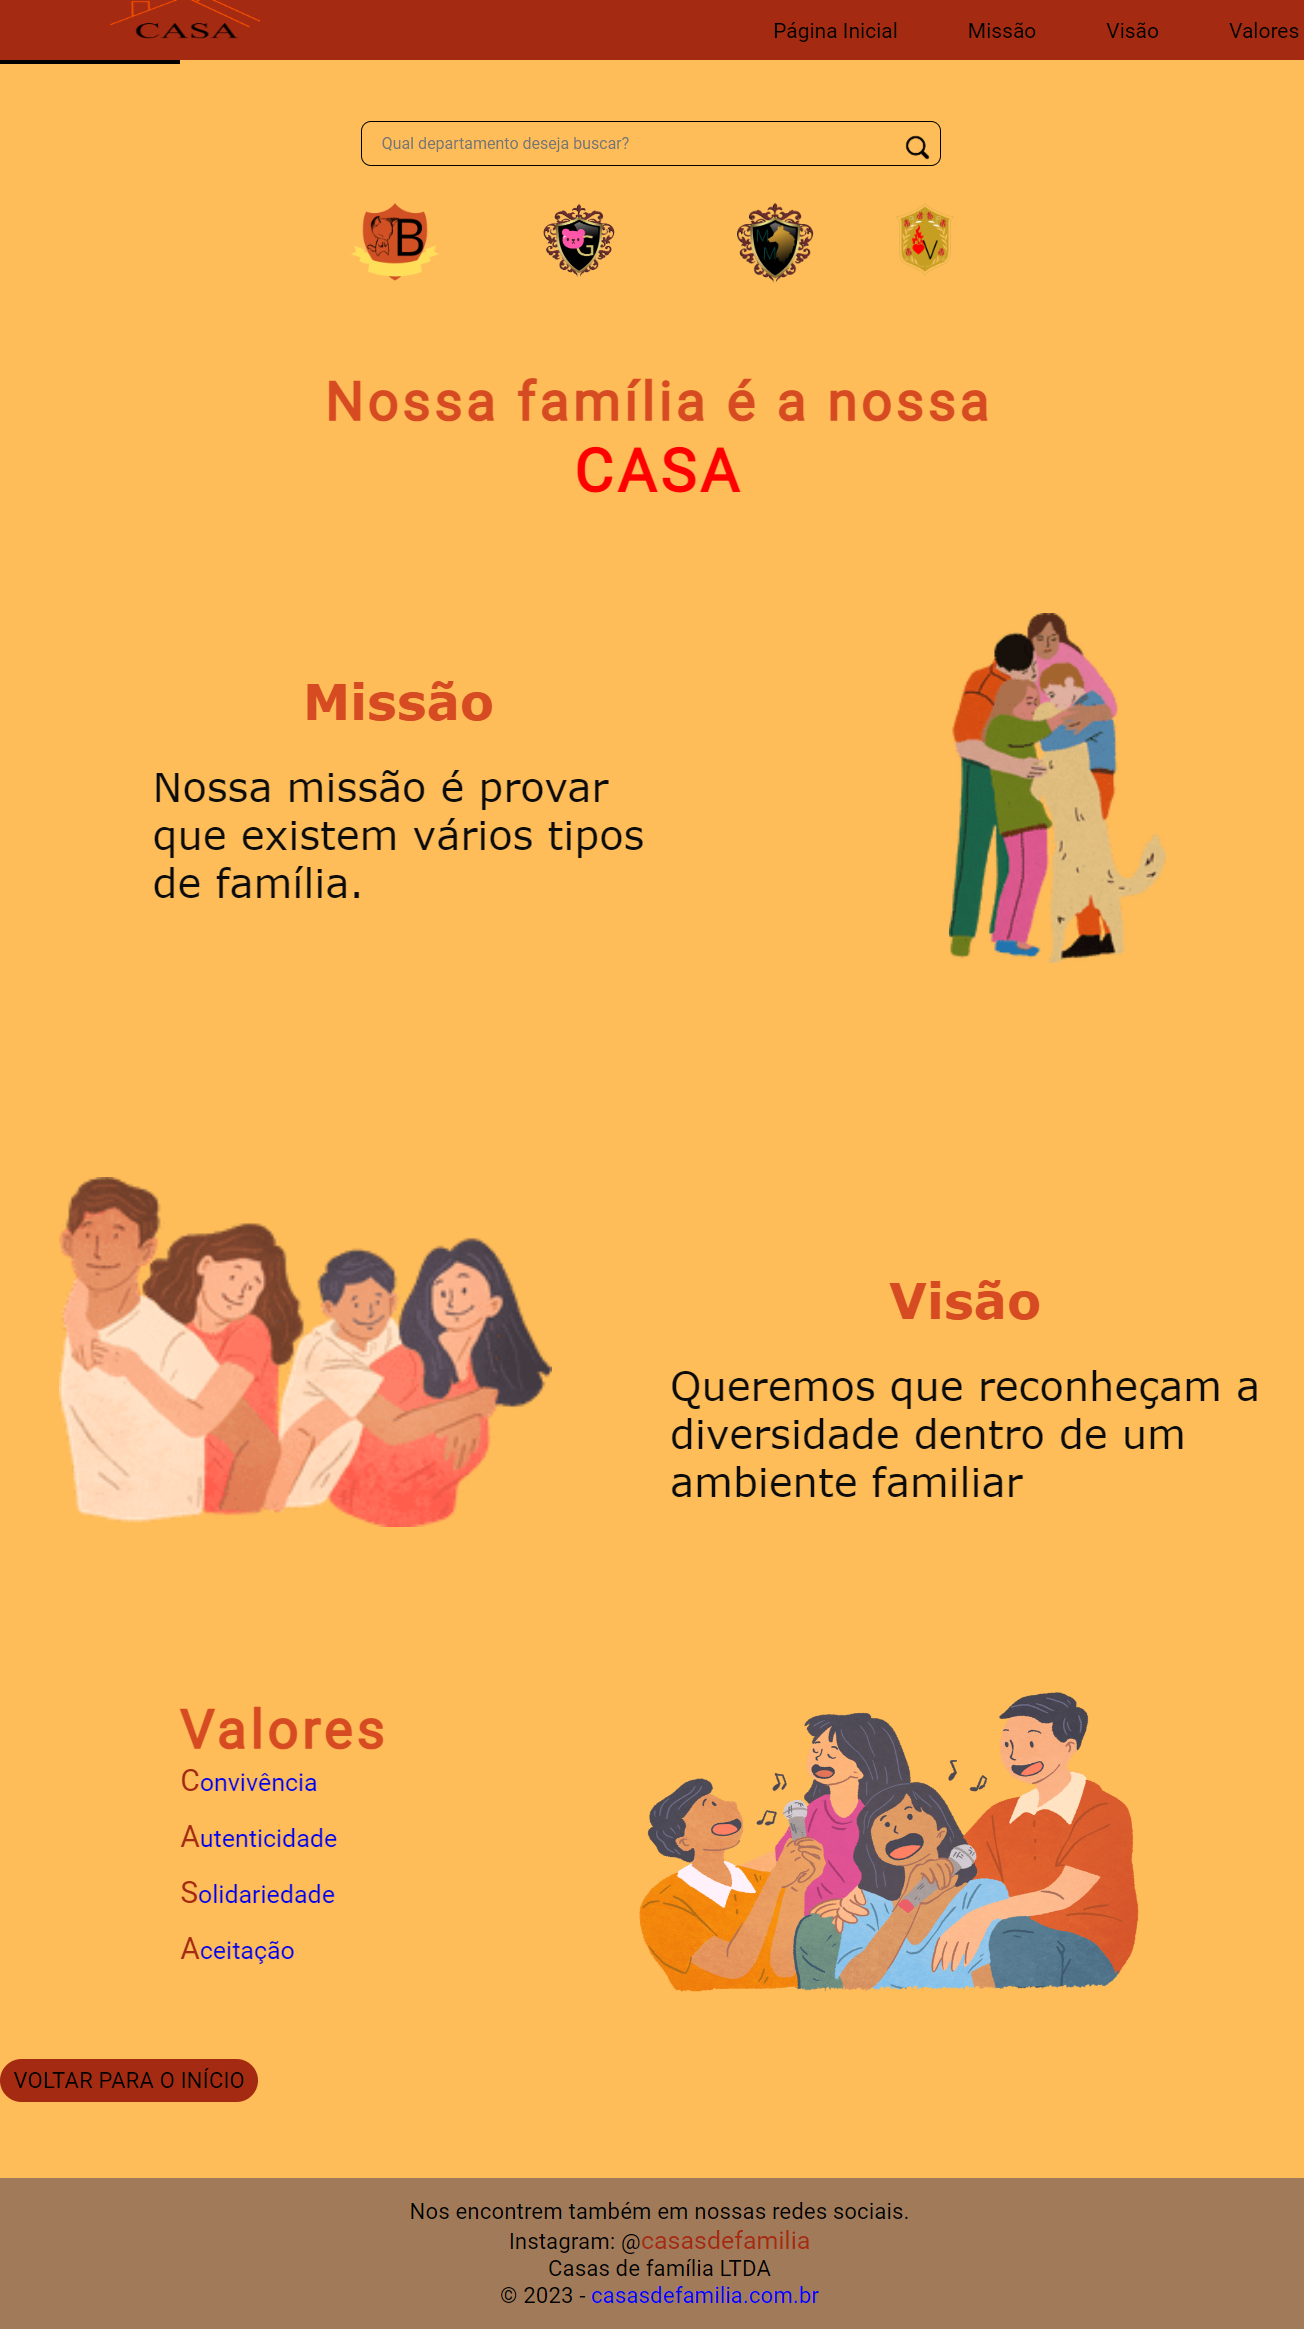 CASA
Página Inicial Missão Visão Valores
Qual departamento deseja buscar?
B
G
M
M
V
Nossa família é a nossa
CASA
Missão
Nossa missão é provar
que existem vários tipos
de família.
Visão
Queremos que reconheçam a
diversidade dentro de um
ambiente familiar
Valores
Convivência
Autenticidade
Solidariedade
Aceitação
VOLTAR PARA O INÍCIO
Nos encontrem também em nossas redes sociais.
Instagram: @casasdefamilia
Casas de família LTDA
© 2023 - casasdefamilia.com.br